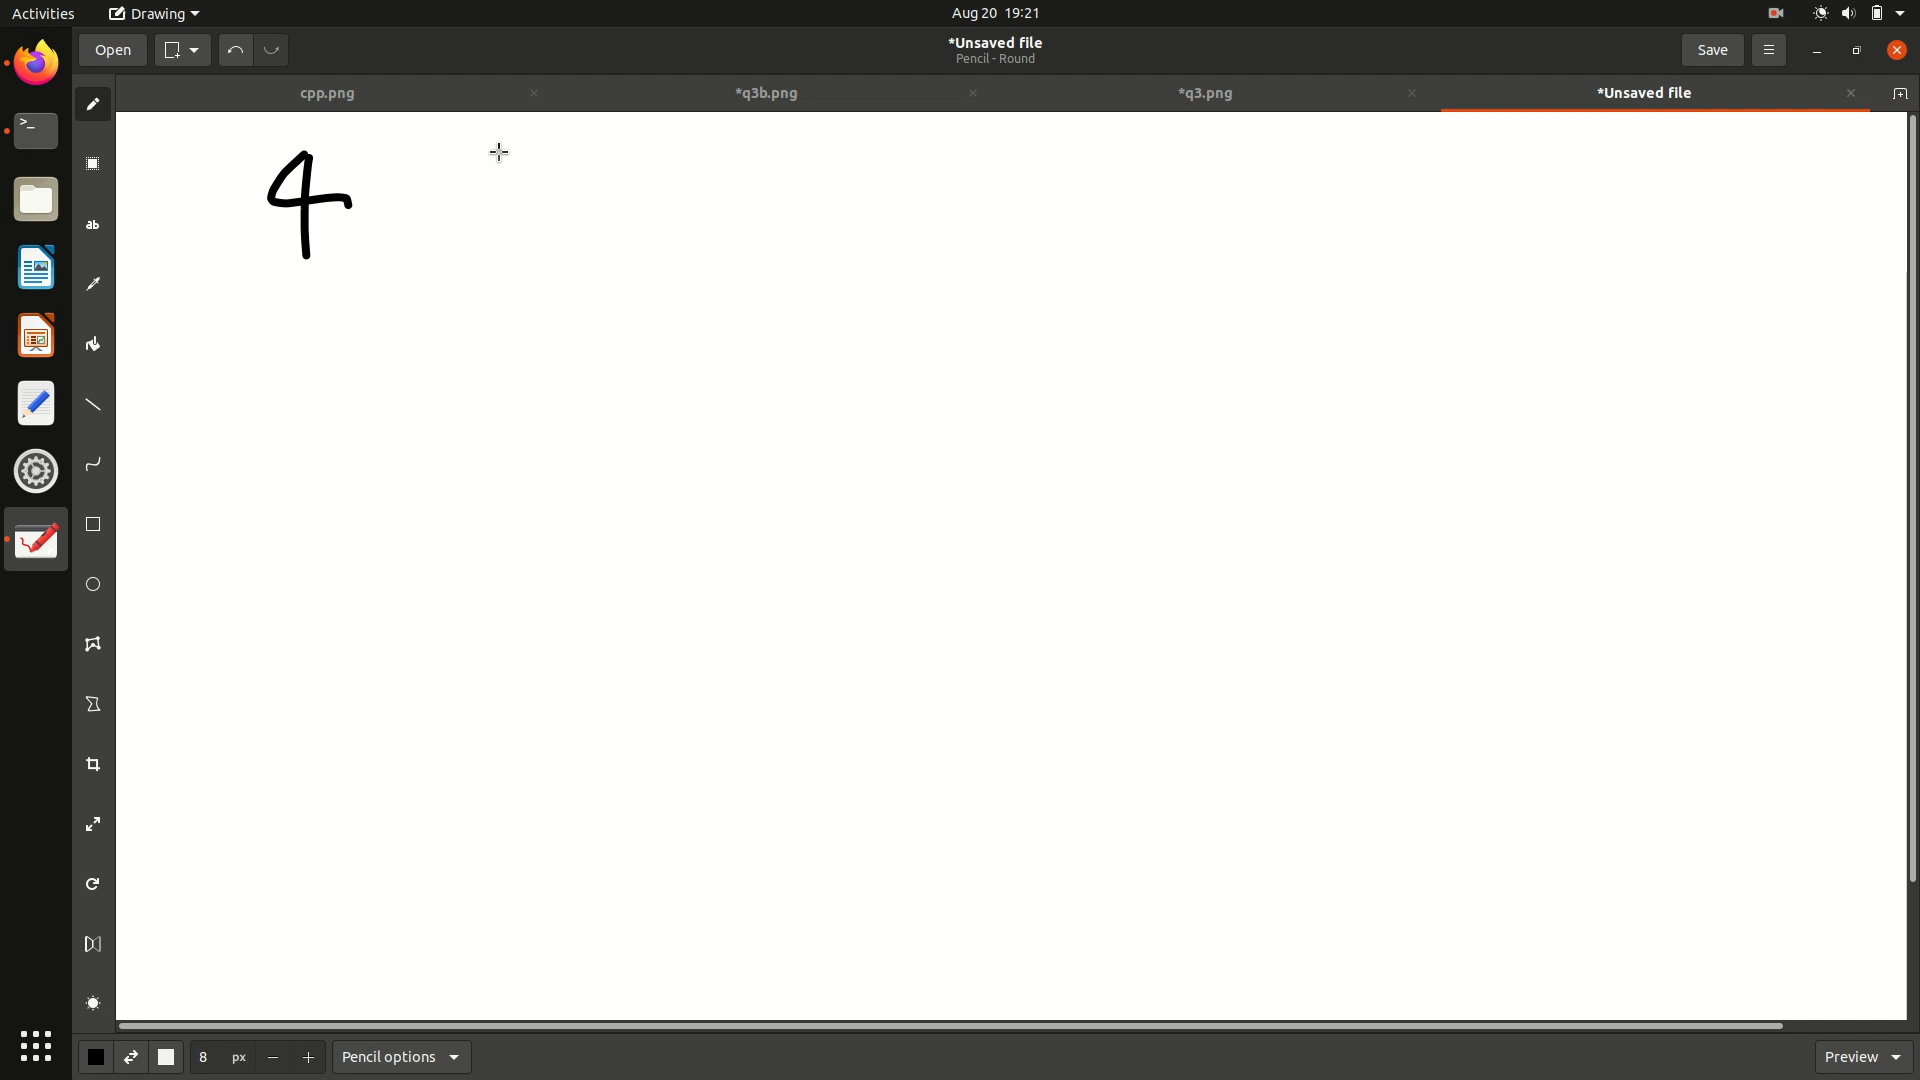 Activities
Drawing
Aug 20 19:21
Open
*Unsaved file
Pencil - Round
Save
cpp.png
*q3b.png
*q3.png
*Unsaved file
ab
4
8 px
Pencil options
Preview